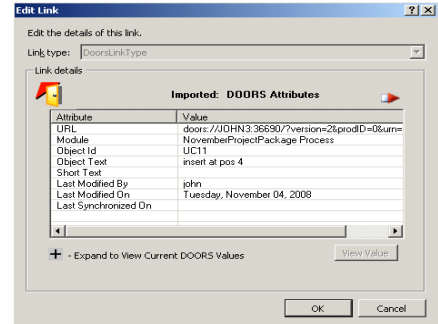 Edit Link
Edit the details of this link.
Link type: DoorsLinkType
Link details
Imported: DOORS Attributes
Attribute Value
URL doors://JOHN3:36690/?version=2&prodID=0&urn=
Module NovemberProjectPackage Process
Object Id UC11
Object Text insert at pos 4
Short Text
Last Modified By john
Last Modified On Tuesday, November 04, 2008
Last Synchronized On
+ - Expand to View Current DOORS Values View Value
OK Cancel